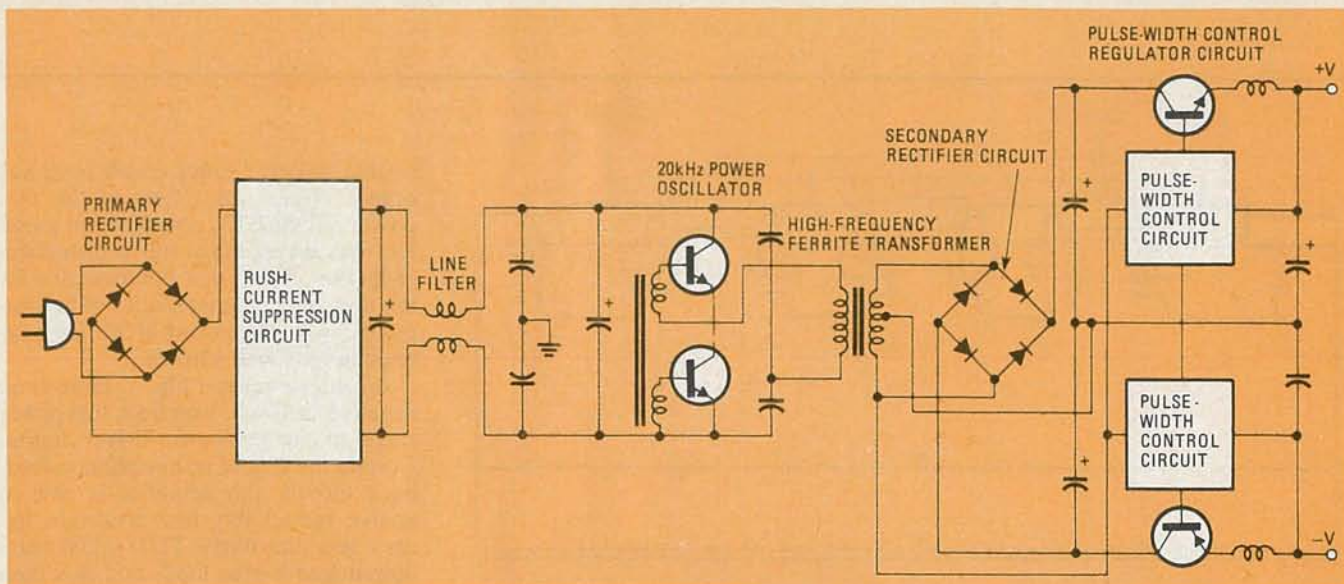 PRIMARY
RECTIFIER
CIRCUIT
RUSH-
CURRENT
SUPPRESSION
CIRCUIT
LINE
FILTER
20kHz POWER
OSCILLATOR
HIGH-FREQUENCY
FERRITE TRANSFORMER
SECONDARY
RECTIFIER CIRCUIT
PULSE-WIDTH CONTROL
REGULATOR CIRCUIT
+V
PULSE-
WIDTH
CONTROL
CIRCUIT
PULSE-
WIDTH
CONTROL
CIRCUIT
-V
+
+
+
+
+